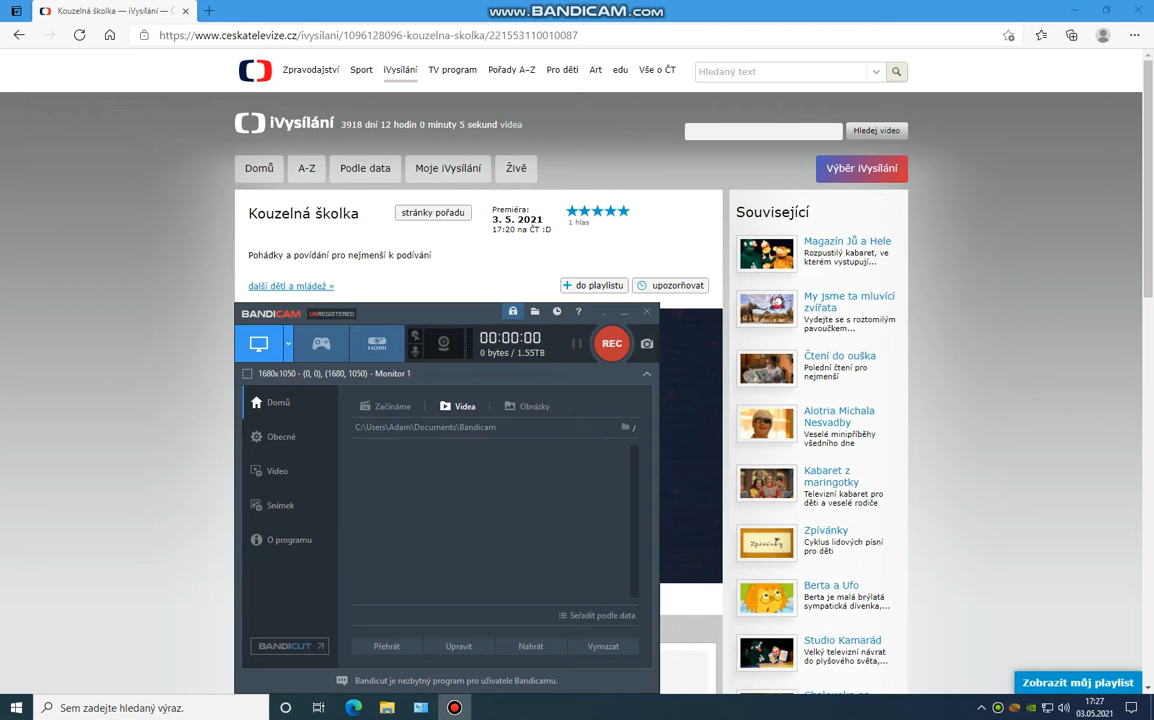 Kouzelná školka — iVysílání — Č
www.BANDICAM.com
https://www.ceskatelevize.cz/ivysilani/1096128096-kouzelna-skolka/221553110010087
Zpravodajství Sport iVysílání TV program Pořady A–Z Pro děti Art edu Vše o ČT Hledaný text
iVysílání 3918 dní 12 hodin 0 minuty 5 sekund videa
Hledej video
Domů A-Z Podle data Moje iVysílání Živě Výběr iVysílání
Kouzelná školka
stránky pořadu
Premiéra:
3. 5. 2021
17:20 na ČT :D
1 hlas
Pohádky a povídání pro nejmenší k podívání
další děti a mládež »
do playlistu
upozorňovat
BANDICAM UNREGISTERED
HDMI
00:00:00
0 bytes / 1.55TB
REC
1680x1050 - (0, 0), (1680, 1050) - Monitor 1
Domů
Obecné
Video
Snímek
O programu
BANDICUT
Začínáme
Videa
Obrázky
C:\Users\Adam\Documents\Bandicam
Seřadit podle data
Přehrát Upravit Nahrát Vymazat
Bandicut je nezbytný program pro uživatele Bandicamu.
Související
Magazín Jů a Hele
Rozpustilý kabaret, ve
kterém vystupují...
My jsme ta mluvící
zvířata
Vydejte se s roztomilým
pavoučkem...
Čtení do ouška
Polední čtení pro
nejmenší
Alotria Michala
Nesvadby
Veselé minipříběhy
všedního dne
Kabaret z
maringotky
Televizní kabaret pro
děti a veselé rodiče
Zpívánky
Zpívánky
Cyklus lidových písní
pro děti
Berta a Ufo
Berta je malá brýlatá
sympatická dívenka,...
Studio Kamarád
Velký televizní návrat
do plyšového světa,...
Zobrazit můj playlist
Sem zadejte hledaný výraz.
17:27
03.05.2021